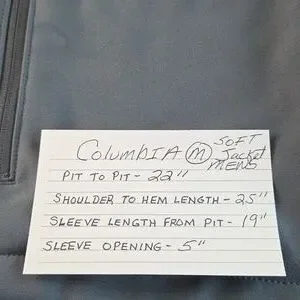 Columbia (M) SOFT Jacket MENS
PIT TO PIT - 22"
SHOULDER TO HEM LENGTH - 25"
SLEEVE LENGTH FROM PIT - 19"
SLEEVE OPENING - 5"